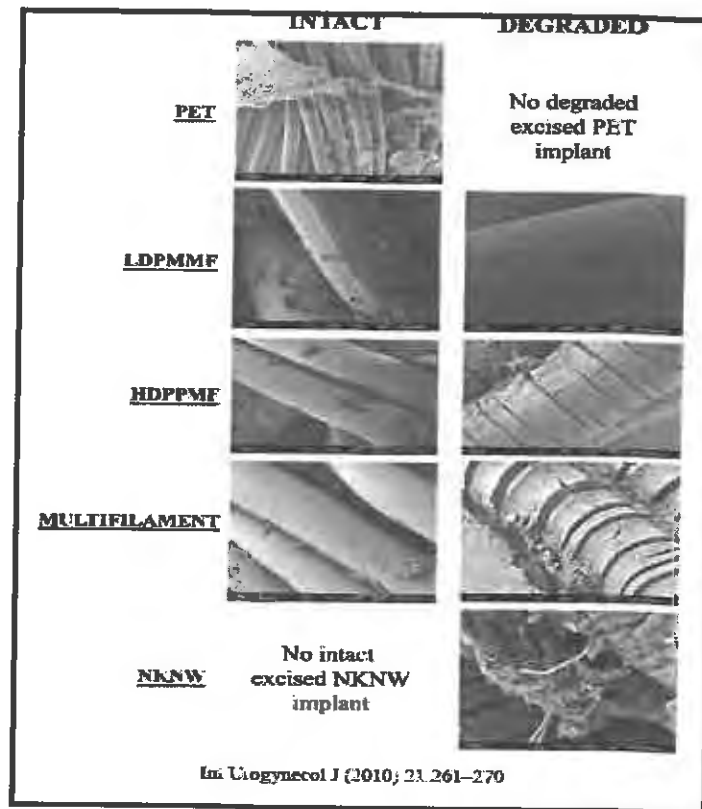 INTACT DEGRADED
PET
No degraded
excised PET
implant
LDPMMF
HDPPMF
MULTIFILAMENT
NKNW
No intact
excised NKNW
implant
Int Urogynecol J (2010) 21:261–270